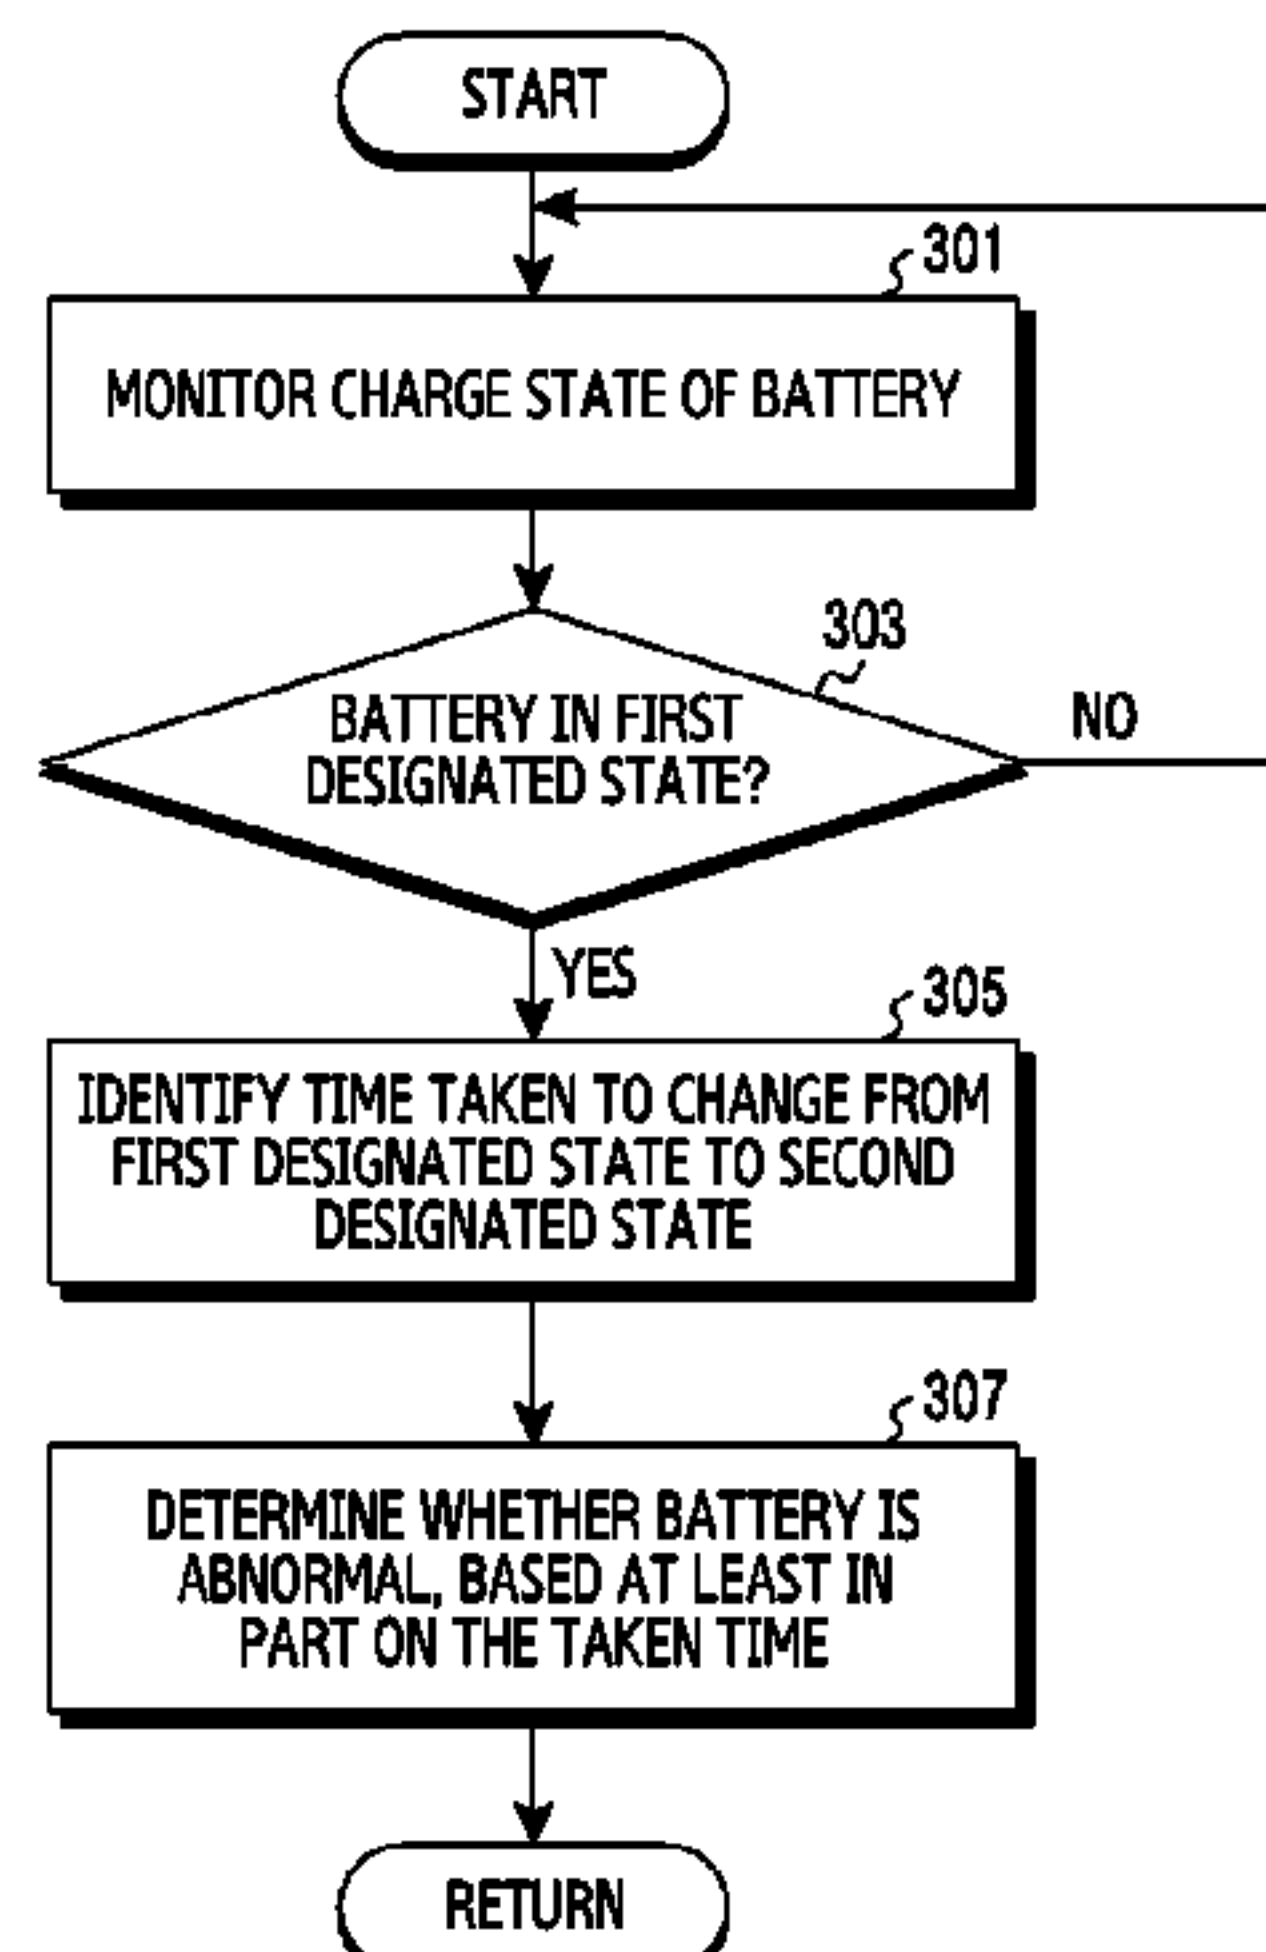 START
301
MONITOR CHARGE STATE OF BATTERY
303
BATTERY IN FIRST
DESIGNATED STATE?
NO
YES
305
IDENTIFY TIME TAKEN TO CHANGE FROM
FIRST DESIGNATED STATE TO SECOND
DESIGNATED STATE
307
DETERMINE WHETHER BATTERY IS
ABNORMAL, BASED AT LEAST IN
PART ON THE TAKEN TIME
RETURN